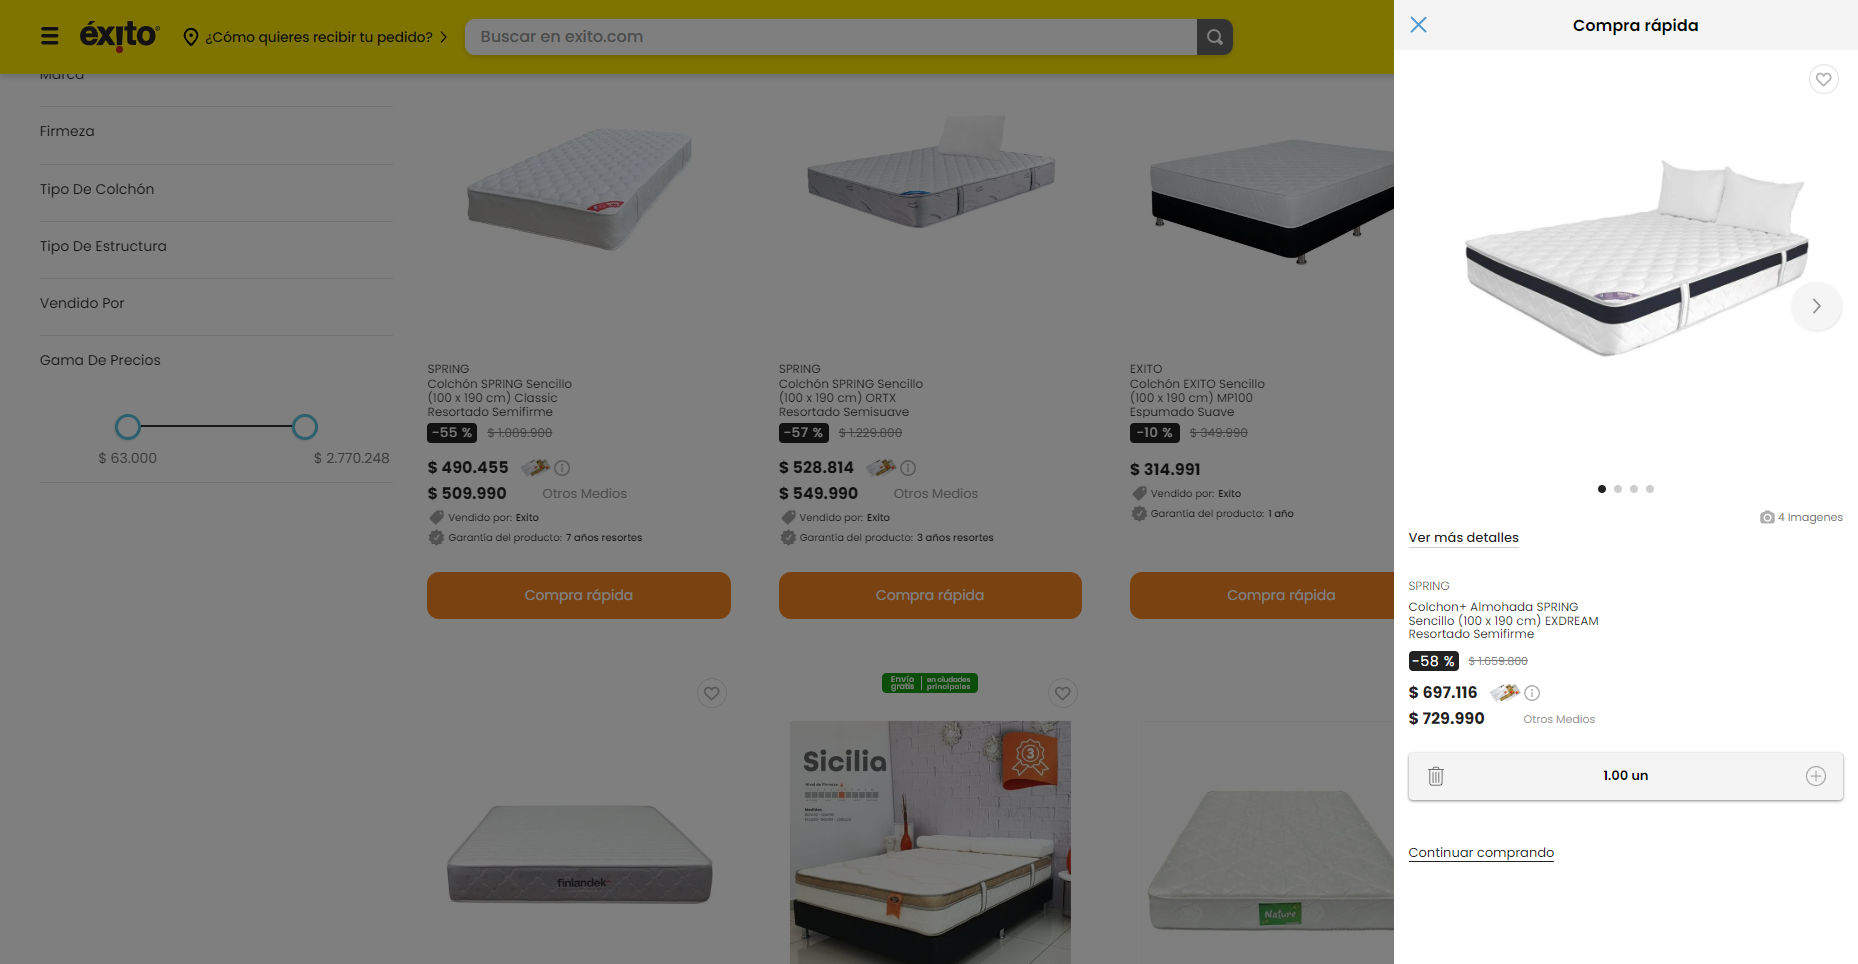 éxito
¿Cómo quieres recibir tu pedido?
Buscar en exito.com
Marca
Firmeza
Tipo De Colchón
Tipo De Estructura
Vendido Por
Gama De Precios
$ 63.000
$ 2.770.248
SPRING
Colchón SPRING Sencillo
(100 x 190 cm) Classic
Resortado Semifirme
-55 % $ 1.089.900
$ 490.455
$ 509.990 Otros Medios
Vendido por: Exito
Garantía del producto: 7 años resortes
Compra rápida
SPRING
Colchón SPRING Sencillo
(100 x 190 cm) ORTX
Resortado Semisuave
-57 % $ 1.229.800
$ 528.814
$ 549.990 Otros Medios
Vendido por: Exito
Garantía del producto: 3 años resortes
Compra rápida
EXITO
Colchón EXITO Sencillo
(100 x 190 cm) MP100
Espumado Suave
-10 % $ 349.990
$ 314.991
Vendido por: Exito
Garantía del producto: 1 año
Compra rápida
finlandek
Envío gratis
en ciudades principales
Sicilia
Nivel de Firmeza
3
Nature
Compra rápida
4 Imagenes
Ver más detalles
SPRING
Colchon+ Almohada SPRING
Sencillo (100 x 190 cm) EXDREAM
Resortado Semifirme
-58 % $ 1.659.800
$ 697.116
$ 729.990 Otros Medios
1.00 un
Continuar comprando